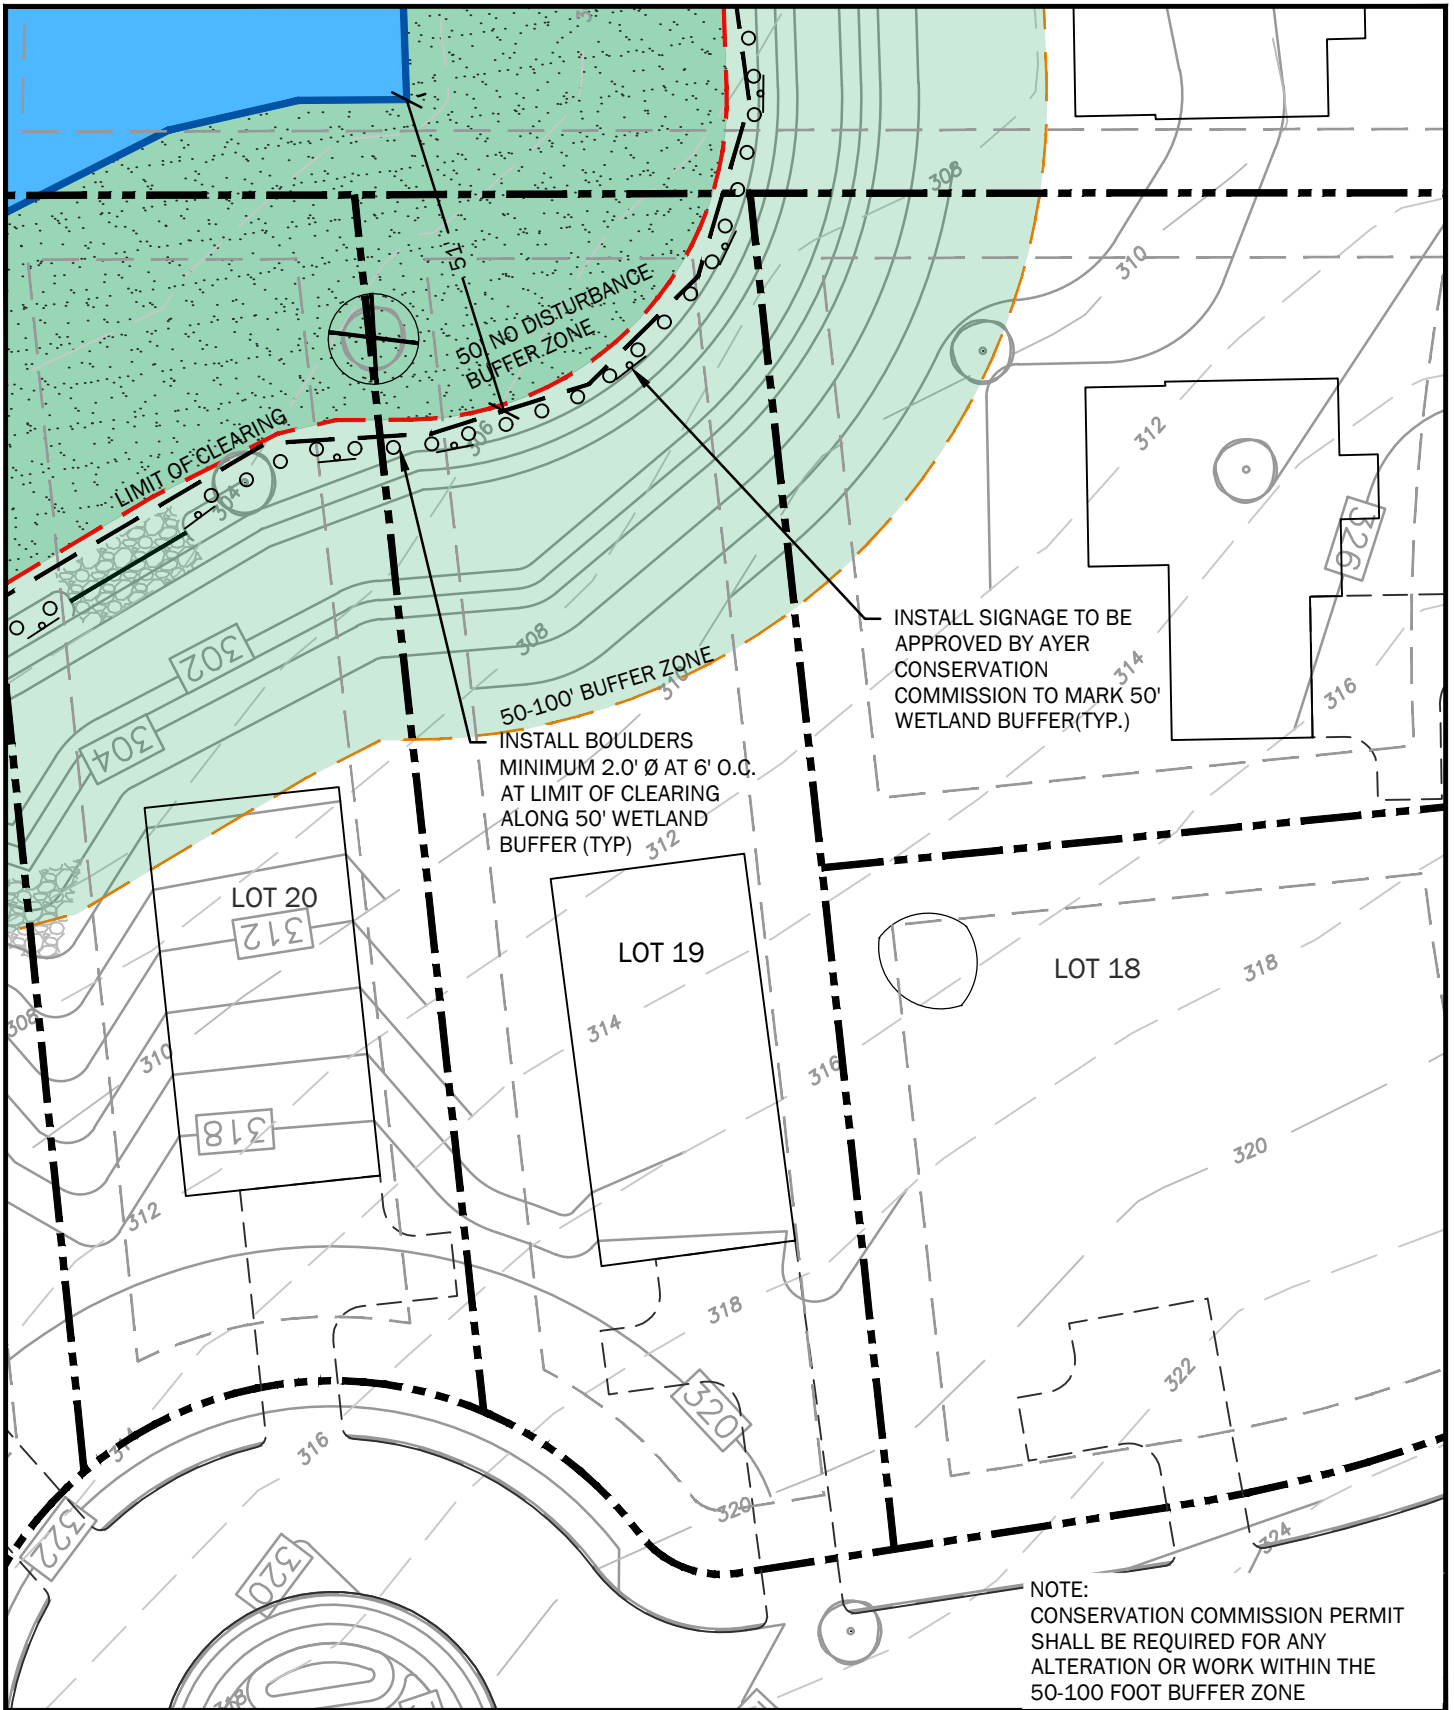 308
310
51
50' NO DISTURBANCE
BUFFER ZONE
LIMIT OF CLEARING
306
304
312
326
302
308
INSTALL SIGNAGE TO BE
APPROVED BY AYER
CONSERVATION
COMMISSION TO MARK 50'
WETLAND BUFFER(TYP.)
314
316
50-100' BUFFER ZONE
310
304
INSTALL BOULDERS
MINIMUM 2.0' Ø AT 6' O.C.
AT LIMIT OF CLEARING
ALONG 50' WETLAND
BUFFER (TYP)
312
LOT 20
312
LOT 19
LOT 18
318
308
314
310
316
318
320
312
318
322
320
314
316
320
322
320
324
318
NOTE:
CONSERVATION COMMISSION PERMIT
SHALL BE REQUIRED FOR ANY
ALTERATION OR WORK WITHIN THE
50-100 FOOT BUFFER ZONE